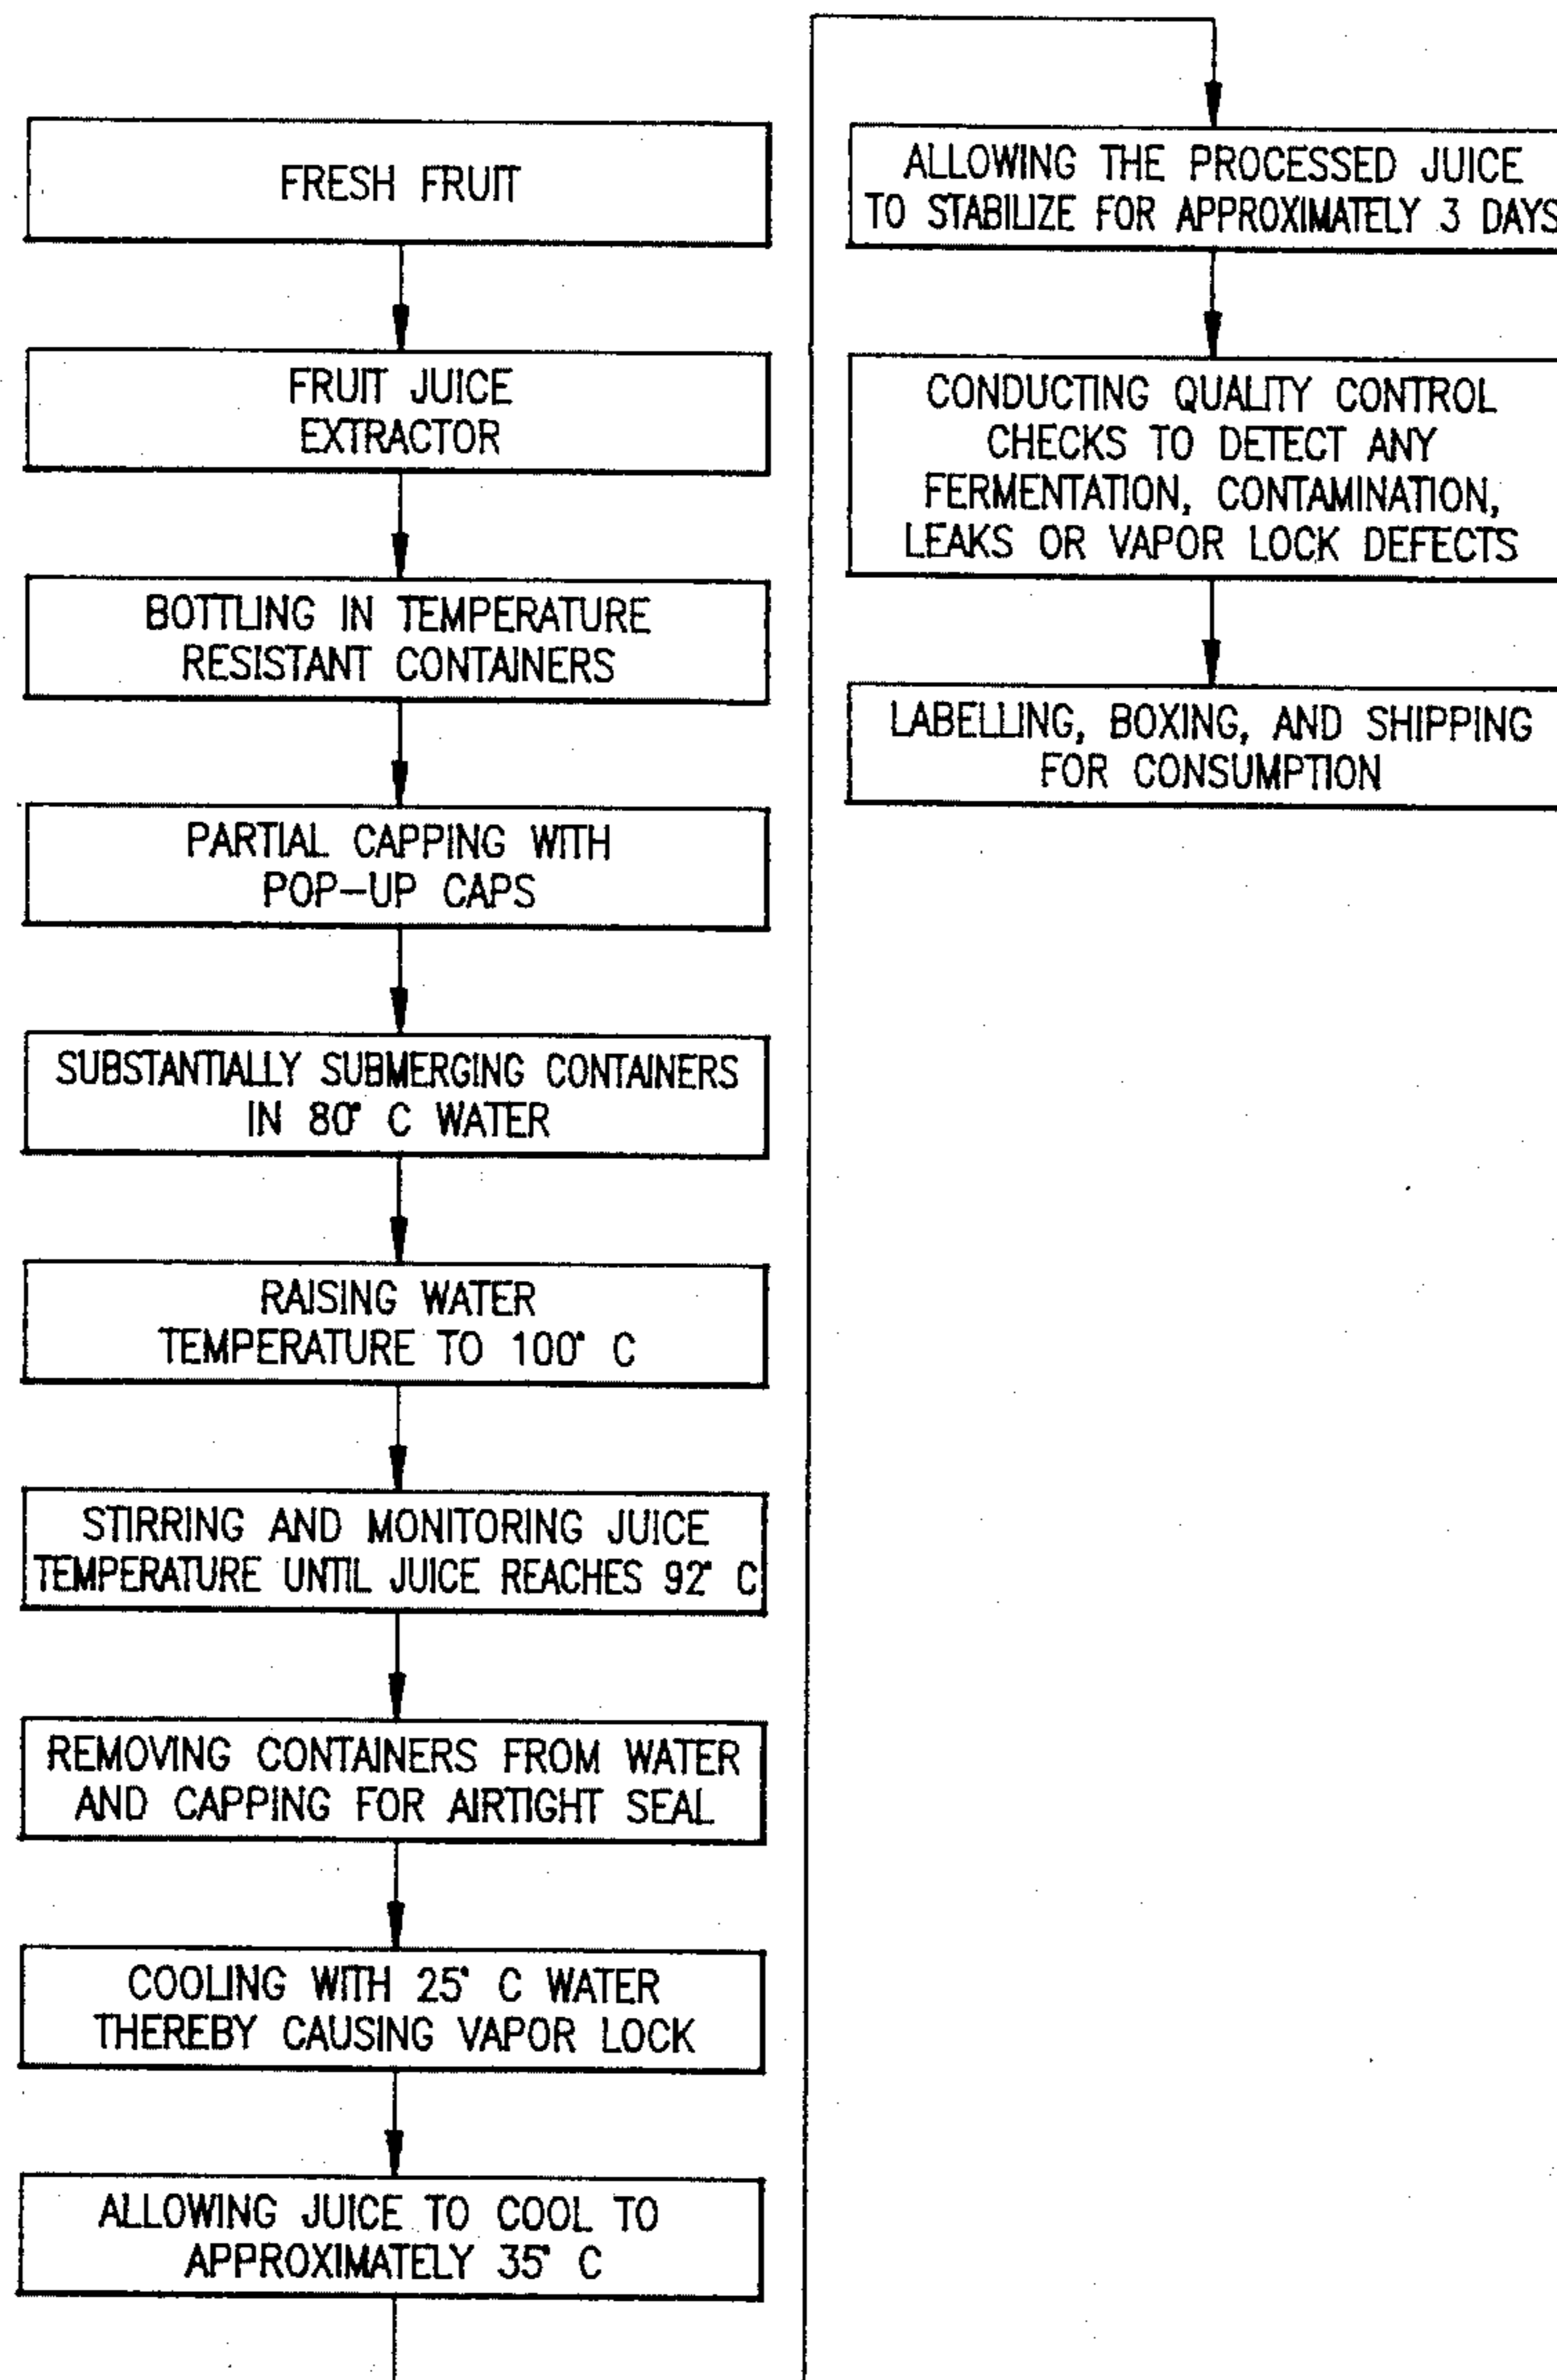 FRESH FRUIT
FRUIT JUICE
EXTRACTOR
BOTTLING IN TEMPERATURE
RESISTANT CONTAINERS
PARTIAL CAPPING WITH
POP-UP CAPS
SUBSTANTIALLY SUBMERGING CONTAINERS
IN 80° C WATER
RAISING WATER
TEMPERATURE TO 100° C
STIRRING AND MONITORING JUICE
TEMPERATURE UNTIL JUICE REACHES 92° C
REMOVING CONTAINERS FROM WATER
AND CAPPING FOR AIRTIGHT SEAL
COOLING WITH 25° C WATER
THEREBY CAUSING VAPOR LOCK
ALLOWING JUICE TO COOL TO
APPROXIMATELY 35° C
ALLOWING THE PROCESSED JUICE
TO STABILIZE FOR APPROXIMATELY 3 DAYS
CONDUCTING QUALITY CONTROL
CHECKS TO DETECT ANY
FERMENTATION, CONTAMINATION,
LEAKS OR VAPOR LOCK DEFECTS
LABELLING, BOXING, AND SHIPPING
FOR CONSUMPTION